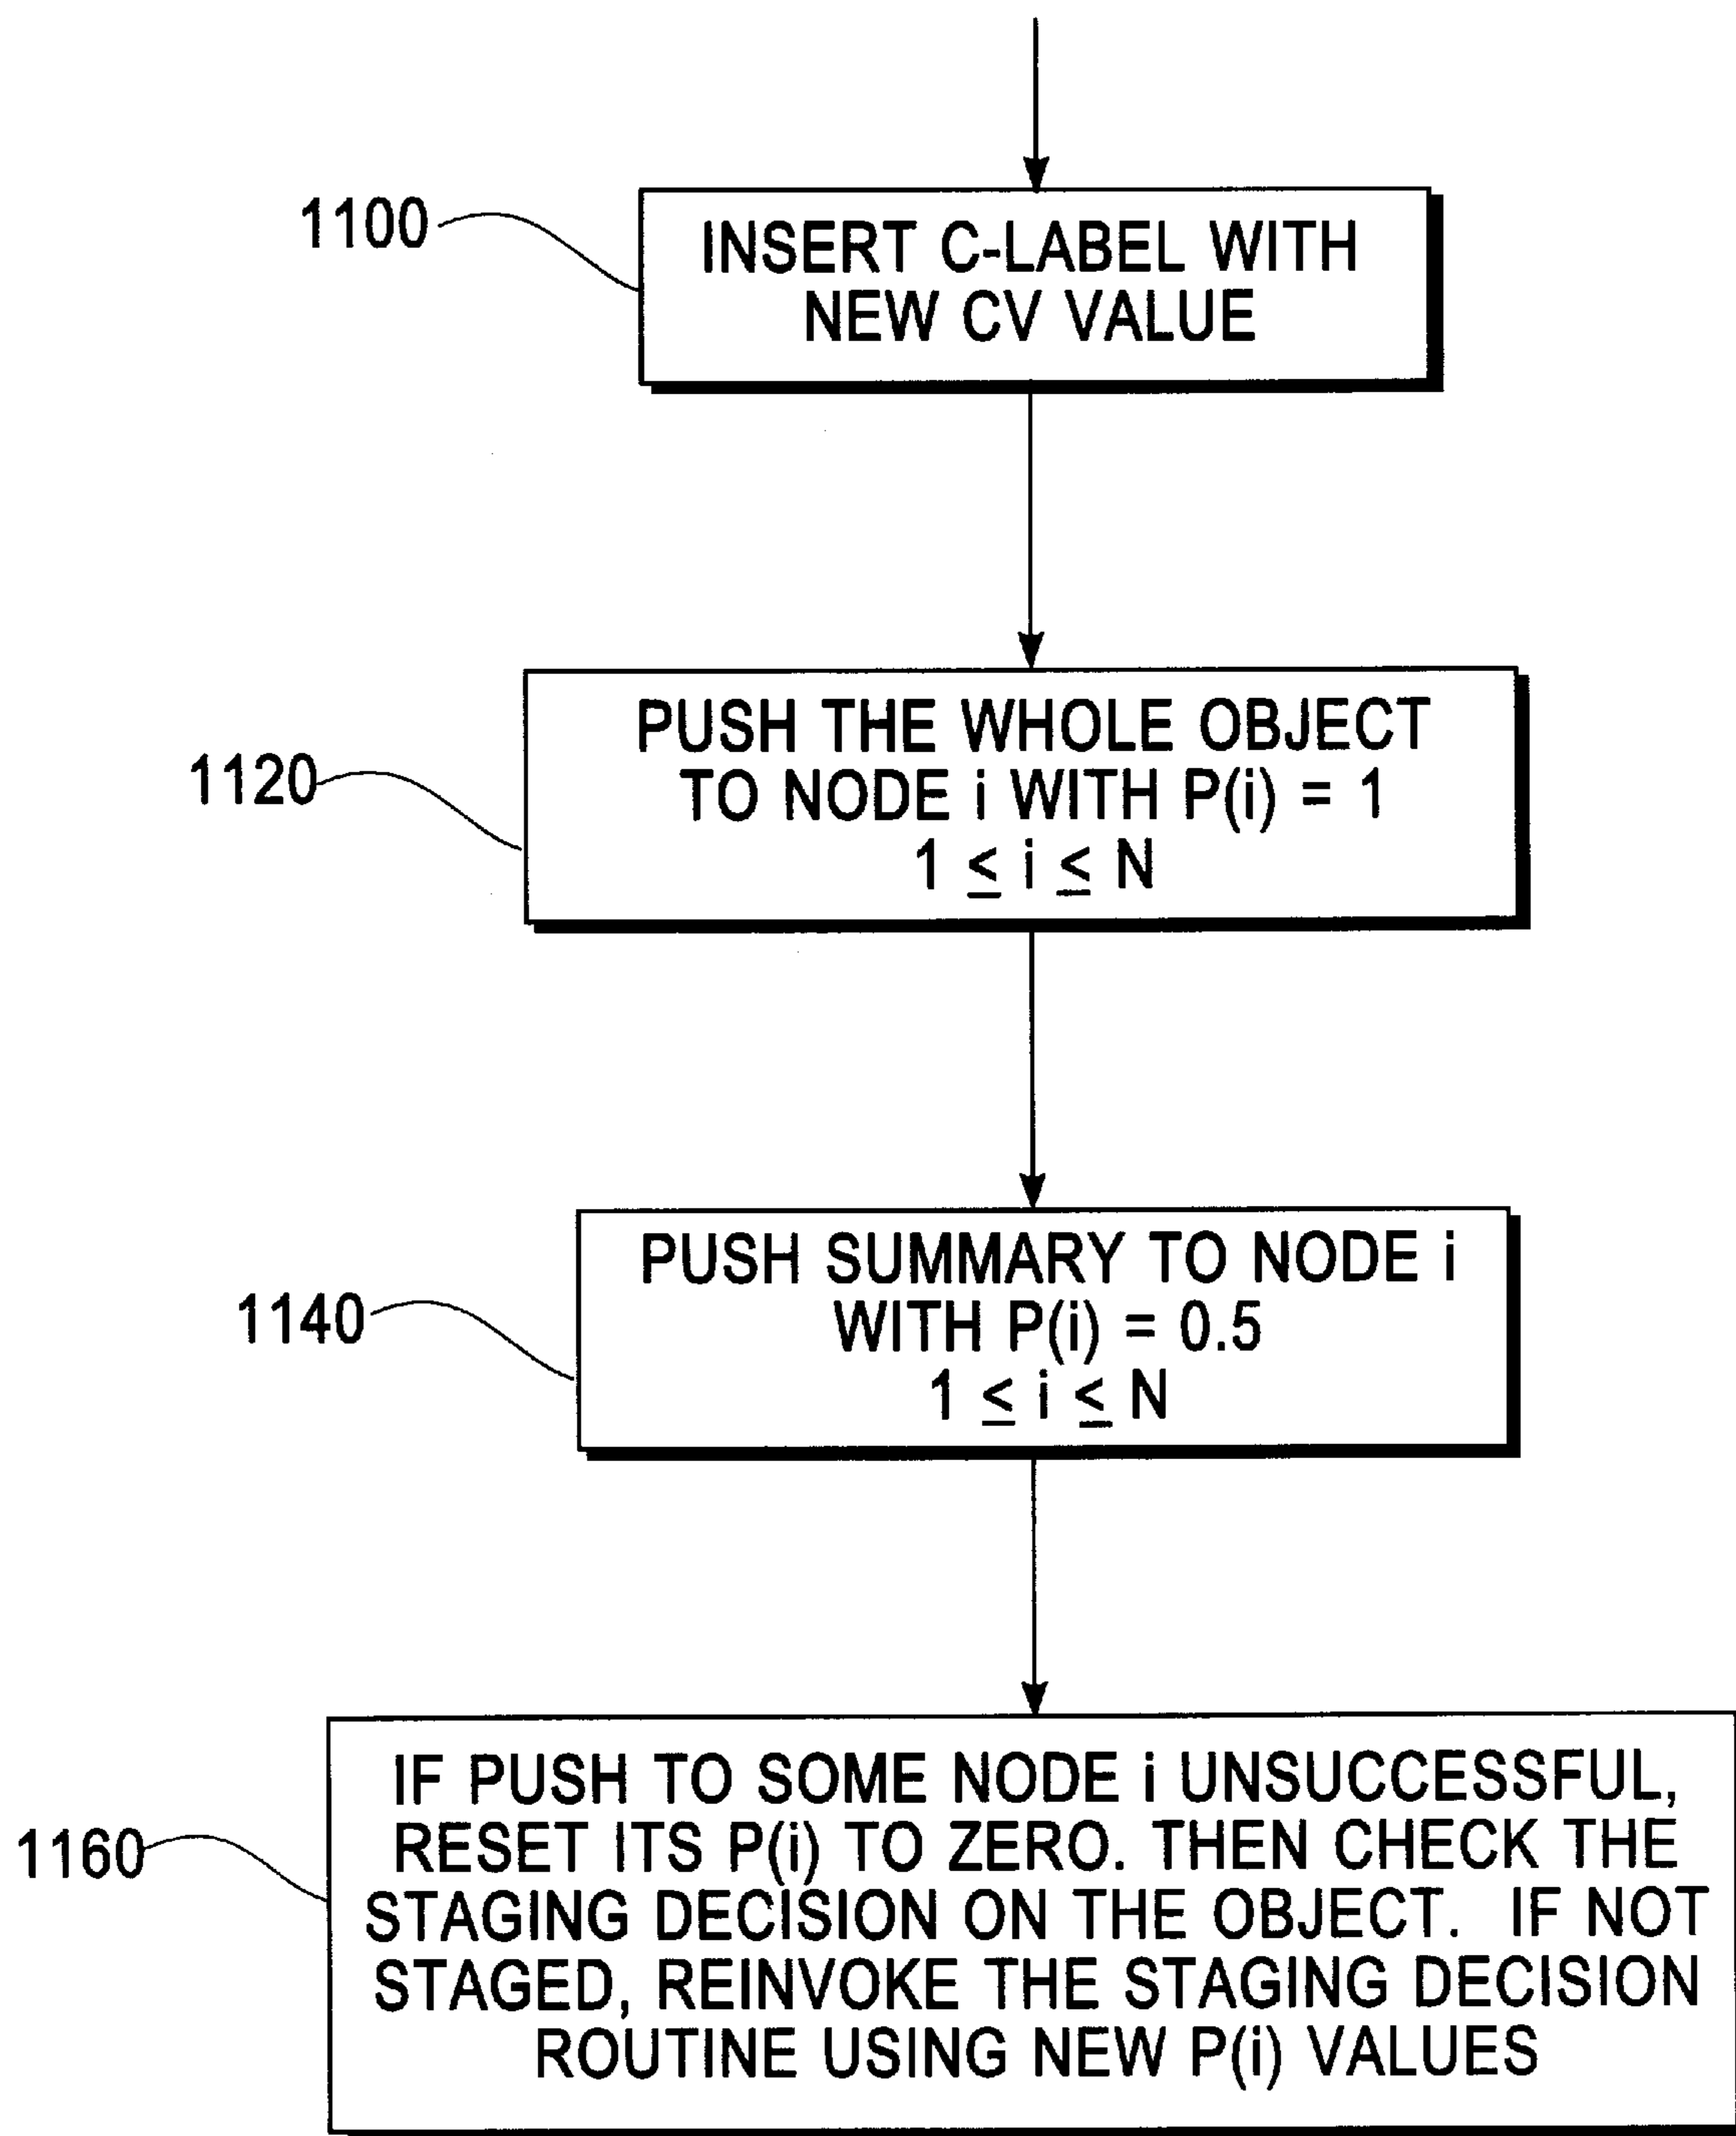 1100
INSERT C-LABEL WITH
NEW CV VALUE
1120
PUSH THE WHOLE OBJECT
TO NODE i WITH P(i) = 1
1 ≤ i ≤ N
1140
PUSH SUMMARY TO NODE i
WITH P(i) = 0.5
1 ≤ i ≤ N
1160
IF PUSH TO SOME NODE i UNSUCCESSFUL,
RESET ITS P(i) TO ZERO. THEN CHECK THE
STAGING DECISION ON THE OBJECT. IF NOT
STAGED, REINVOKE THE STAGING DECISION
ROUTINE USING NEW P(i) VALUES